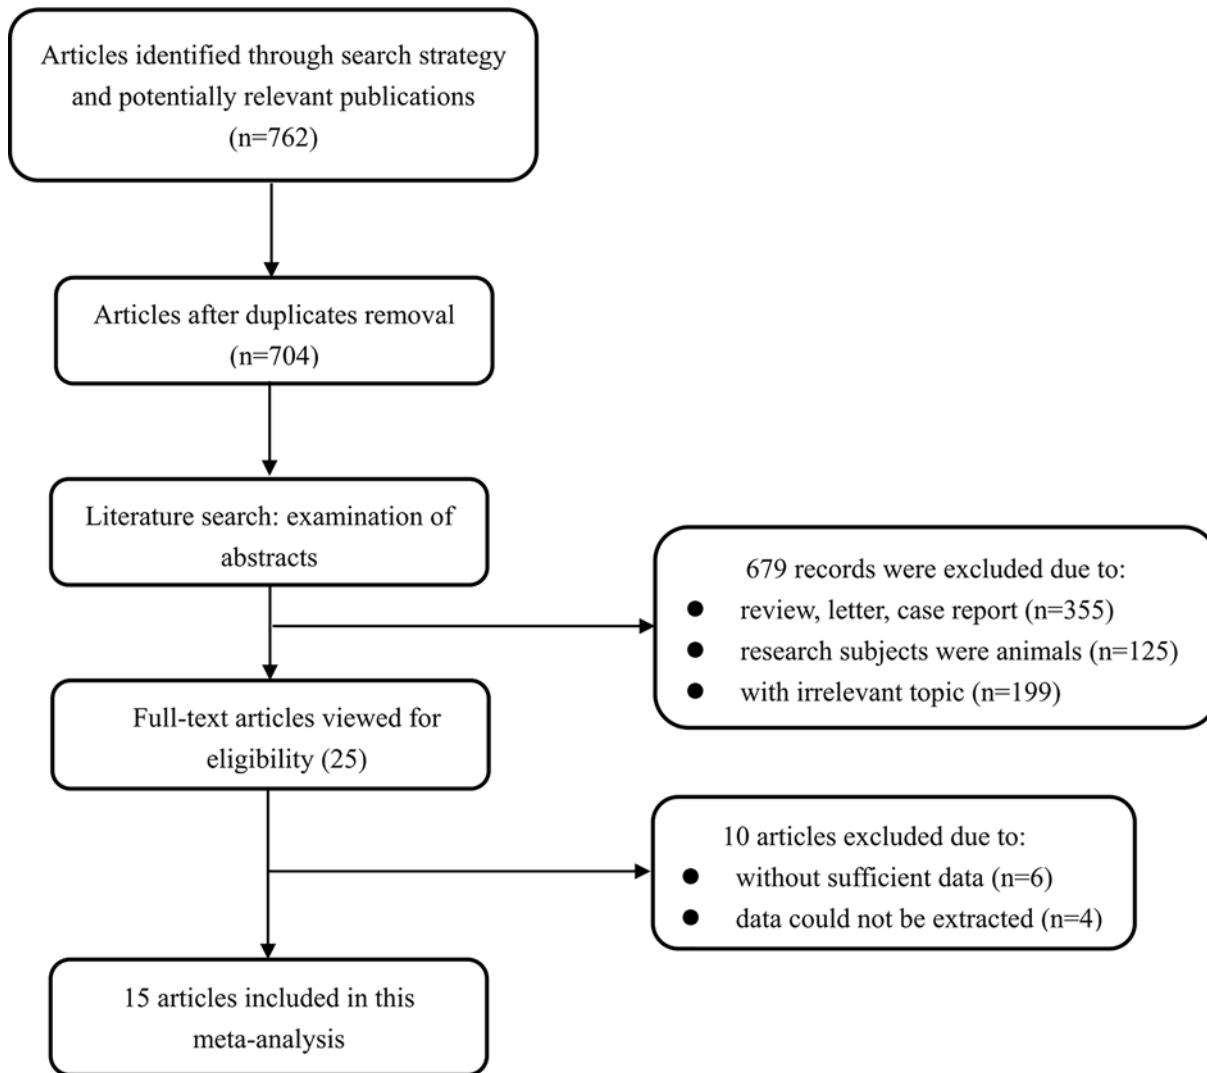 Articles identified through search strategy
and potentially relevant publications
(n=762)
Articles after duplicates removal
(n=704)
Literature search: examination of
abstracts
679 records were excluded due to:
● review, letter, case report (n=355)
● research subjects were animals (n=125)
● with irrelevant topic (n=199)
Full-text articles viewed for
eligibility (25)
10 articles excluded due to:
● without sufficient data (n=6)
● data could not be extracted (n=4)
15 articles included in this
meta-analysis